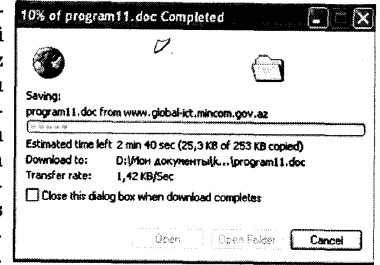 10% of program11.doc Completed
Saving:
program11.doc from www.global-ict.mincom.gov.az
Estimated time left 2 min 40 sec (25,3 KB of 253 KB copied)
Download to: D:\Мои документы\k...\program11.doc
Transfer rate: 1,42 KB/Sec
Close this dialog box when download completes
Open Open Folder Cancel